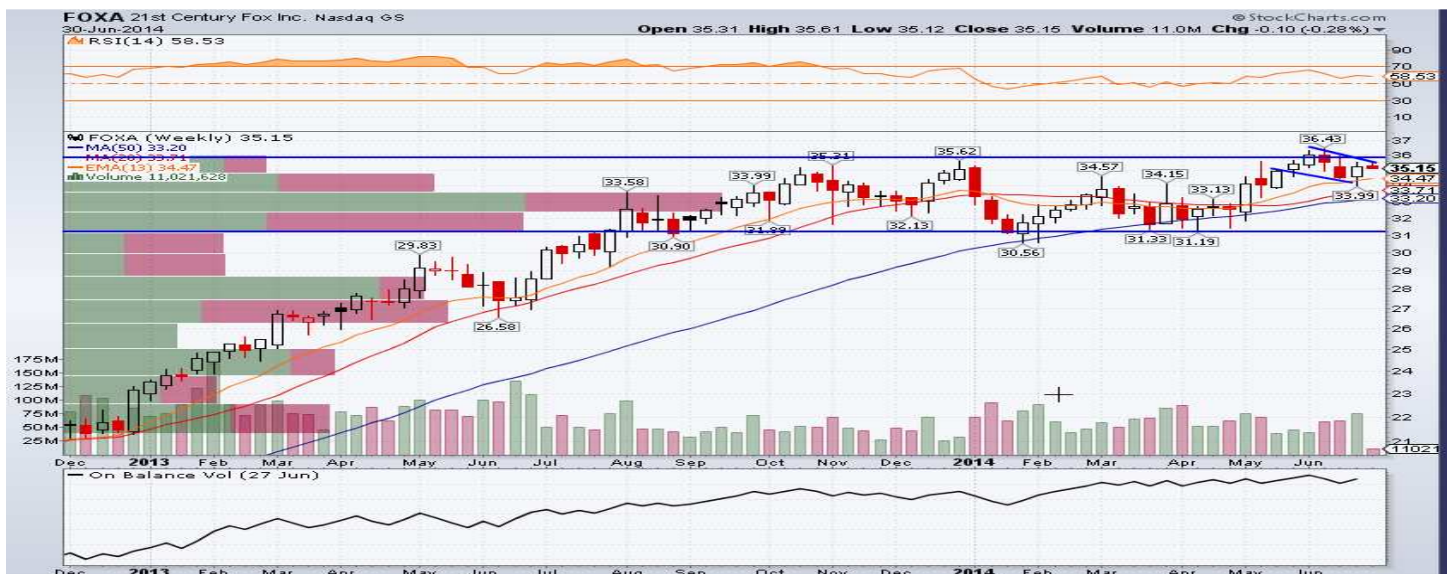 FOXA 21st Century Fox Inc. Nasdaq GS © StockCharts.com
30-Jun-2014 Open 35.31 High 35.61 Low 35.12 Close 35.15 Volume 11.0M Chg -0.10 (-0.28%)
RSI(14) 58.53
90
70
58.53
50
30
10
FOXA (Weekly) 35.15
MA(50) 33.20
MA(20) 33.71
EMA(13) 34.47
Volume 11,021,628
36.43
35.62
35.31
34.57
34.15
33.99
33.58
33.13
33.99
32.13
31.99
31.33
31.19
30.90
30.56
29.83
26.58
37
36
35.15
34.47
33.71
33.20
32
31
30
29
28
27
26
25
24
23
22
21
175M
150M
125M
100M
75M
50M
25M
11021
Dec 2013 Feb Mar Apr May Jun Jul Aug Sep Oct Nov Dec 2014 Feb Mar Apr May Jun
On Balance Vol (27 Jun)
Dec 2013 Feb Mar Apr May Jun Jul Aug Sep Oct Nov Dec 2014 Feb Mar Apr May Jun